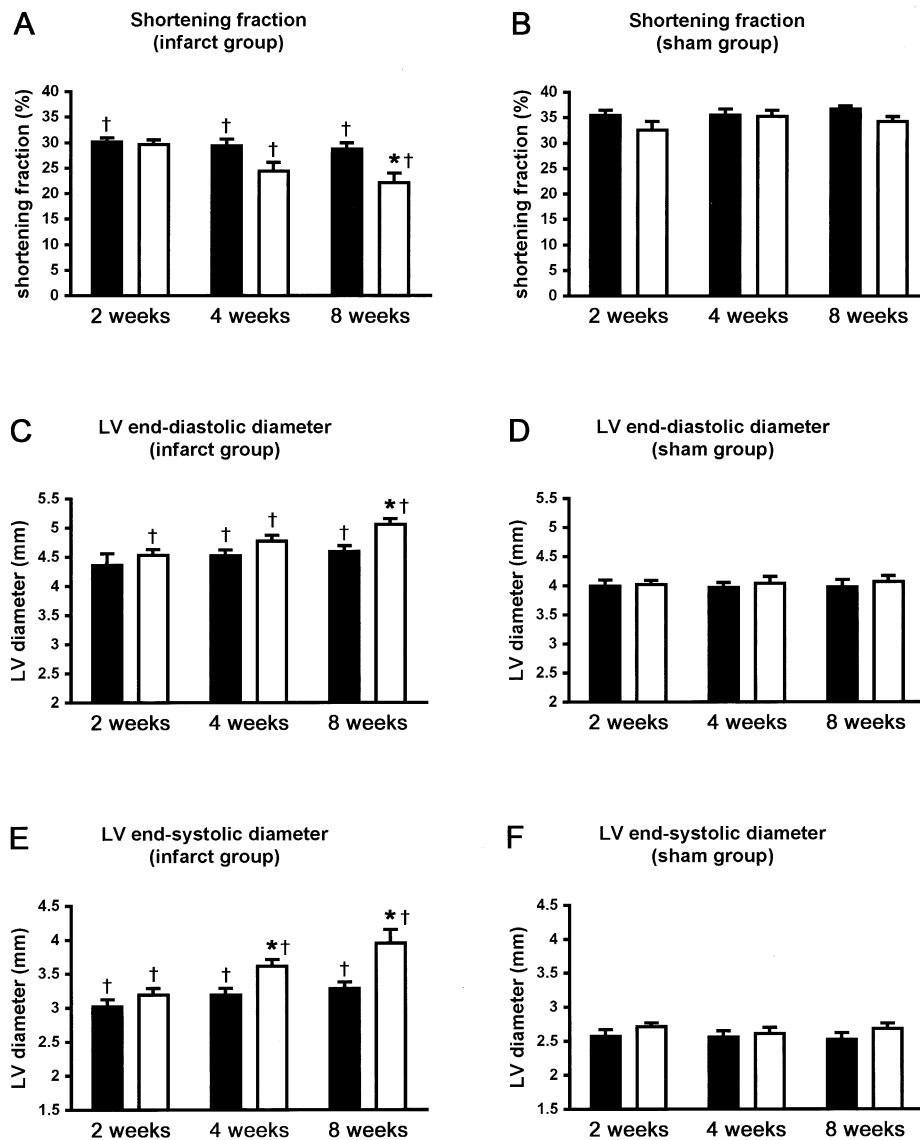 A
Shortening fraction
(infarct group)
shortening fraction (%)
40
35
30
25
20
15
10
5
0
† † † † * †
2 weeks 4 weeks 8 weeks
B
Shortening fraction
(sham group)
shortening fraction (%)
40
35
30
25
20
15
10
5
0
2 weeks 4 weeks 8 weeks
C
LV end-diastolic diameter
(infarct group)
LV diameter (mm)
5.5
5
4.5
4
3.5
3
2.5
2
† † † † * †
2 weeks 4 weeks 8 weeks
D
LV end-diastolic diameter
(sham group)
LV diameter (mm)
5.5
5
4.5
4
3.5
3
2.5
2
2 weeks 4 weeks 8 weeks
E
LV end-systolic diameter
(infarct group)
LV diameter (mm)
4.5
4
3.5
3
2.5
2
1.5
† † † * † † * †
2 weeks 4 weeks 8 weeks
F
LV end-systolic diameter
(sham group)
LV diameter (mm)
4.5
4
3.5
3
2.5
2
1.5
2 weeks 4 weeks 8 weeks